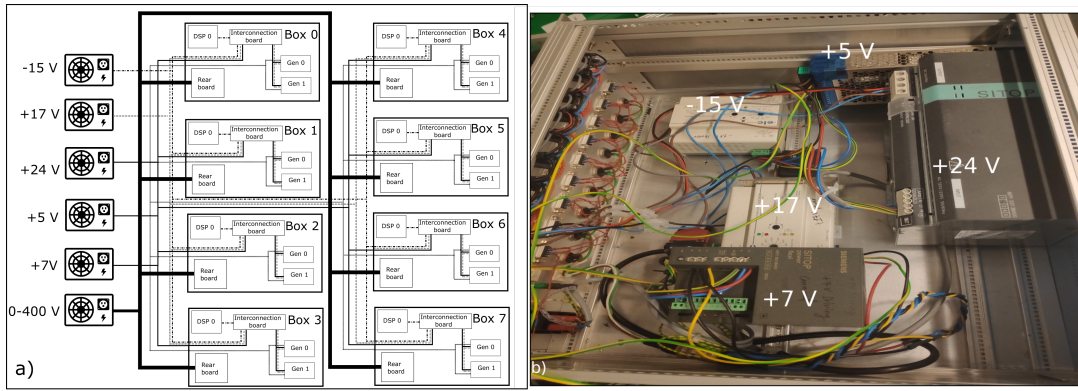 -15 V
+17 V
+24 V
+5 V
+7V
0-400 V
a)
DSP 0
Interconnection
board
Box 0
Gen 0
Gen 1
Rear
board
DSP 0
Interconnection
board
Box 1
Gen 0
Gen 1
Rear
board
DSP 0
Interconnection
board
Box 2
Gen 0
Gen 1
Rear
board
DSP 0
Interconnection
board
Box 3
Gen 0
Gen 1
Rear
board
DSP 0
Interconnection
board
Box 4
Gen 0
Gen 1
Rear
board
DSP 0
Interconnection
board
Box 5
Gen 0
Gen 1
Rear
board
DSP 0
Interconnection
board
Box 6
Gen 0
Gen 1
Rear
board
DSP 0
Interconnection
board
Box 7
Gen 0
Gen 1
Rear
board
+5 V
-15 V
SITOP
+24 V
+17 V
SIEMENS
SITOP
+7 V
b)